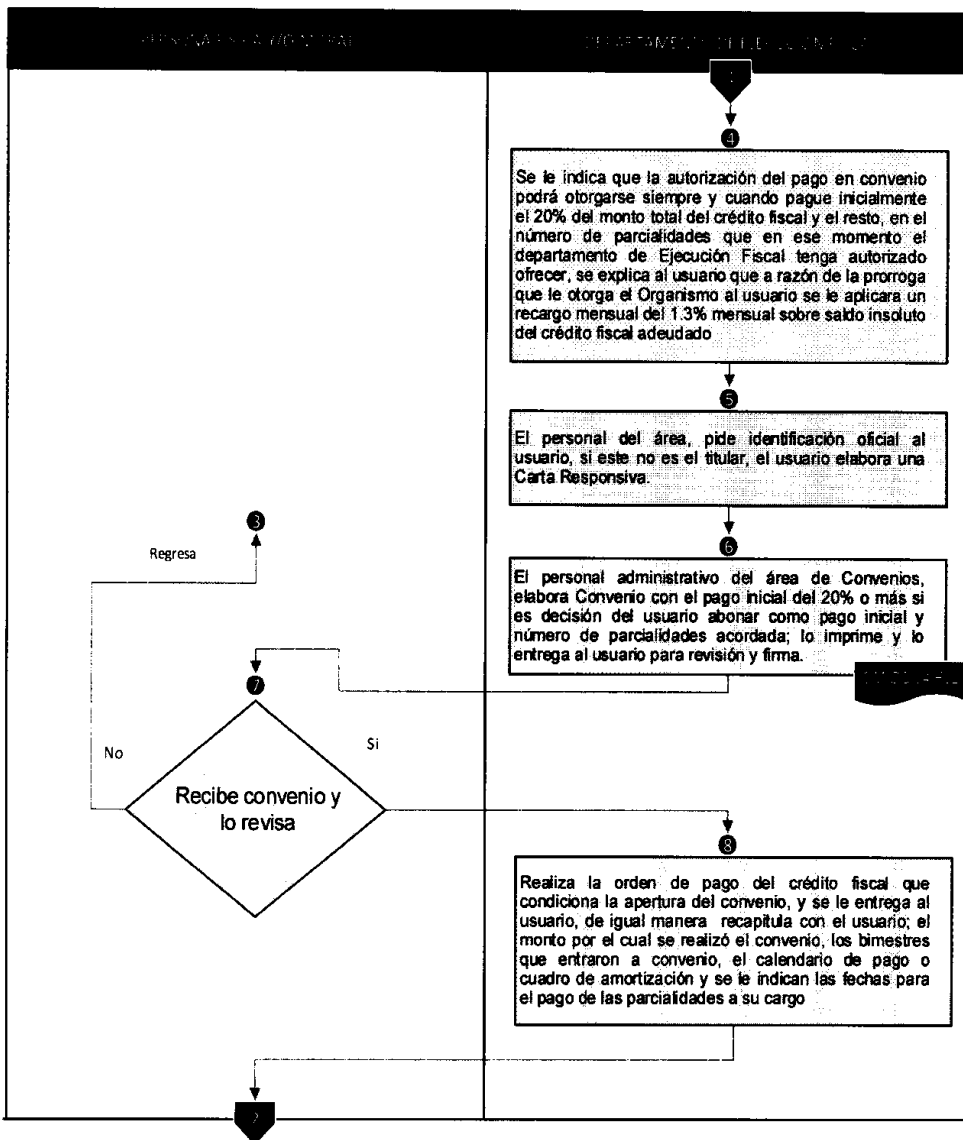 4
Se le indica que la autorización del pago en convenio
podrá otorgarse siempre y cuando pague inicialmente
el 20% del monto total del crédito fiscal y el resto, en el
número de parcialidades que en ese momento el
departamento de Ejecución Fiscal tenga autorizado
ofrecer, se explica al usuario que a razón de la prorroga
que le otorga el Organismo al usuario se le aplicara un
recargo mensual del 1.3% mensual sobre saldo insoluto
del crédito fiscal adeudado
5
El personal del área, pide identificación oficial al
usuario, si este no es el titular, el usuario elabora una
Carta Responsiva.
3
Regresa
6
El personal administrativo del área de Convenios,
elabora Convenio con el pago inicial del 20% o más si
es decisión del usuario abonar como pago inicial y
número de parcialidades acordada; lo imprime y lo
entrega al usuario para revisión y firma.
7
No
Si
Recibe convenio y
lo revisa
8
Realiza la orden de pago del crédito fiscal que
condiciona la apertura del convenio, y se le entrega al
usuario, de igual manera recapitula con el usuario; el
monto por el cual se realizó el convenio, los bimestres
que entraron a convenio, el calendario de pago o
cuadro de amortización y se le indican las fechas para
el pago de las parcialidades a su cargo
2